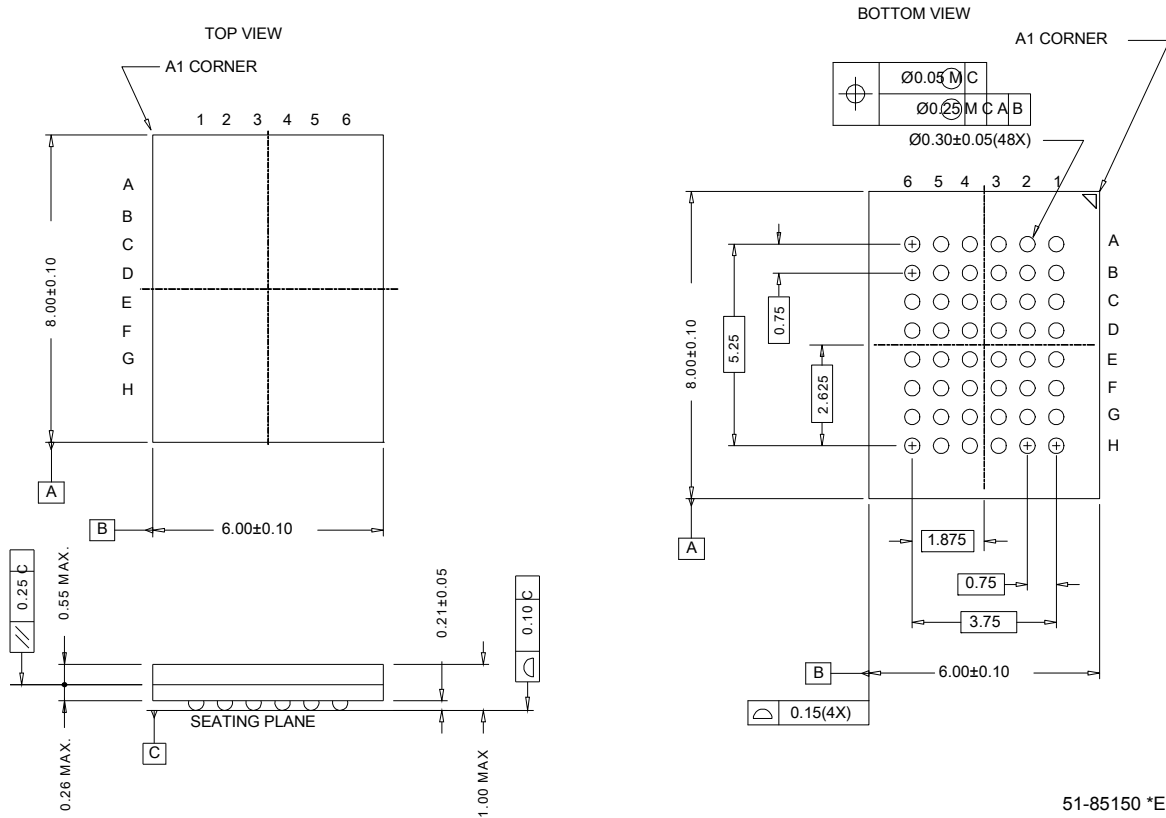 TOP VIEW
A1 CORNER
1 2 3 4 5 6
A
B
C
D
E
F
G
H
8.00±0.10
A
B
6.00±0.10
0.25 C
0.55 MAX.
0.26 MAX.
SEATING PLANE
C
0.21±0.05
1.00 MAX
0.10 C
BOTTOM VIEW
A1 CORNER
Ø0.05 M C
Ø0.25 M C A B
Ø0.30±0.05(48X)
6 5 4 3 2 1
A
B
C
D
E
F
G
H
8.00±0.10
5.25
0.75
2.625
A
1.875
0.75
3.75
B
6.00±0.10
0.15(4X)
51-85150 *E